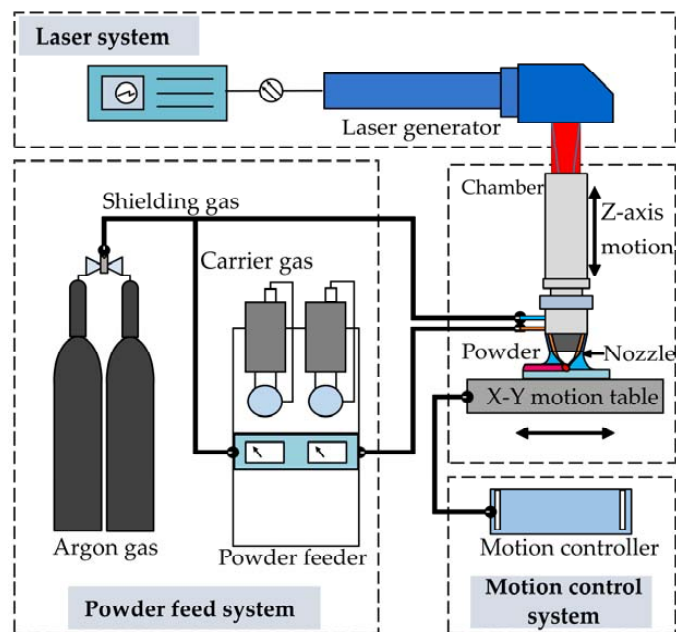 Laser system
Laser generator
Shielding gas
Carrier gas
Argon gas
Powder feeder
Powder feed system
Chamber
Z-axis
motion
Powder
Nozzle
X-Y motion table
Motion controller
Motion control
system